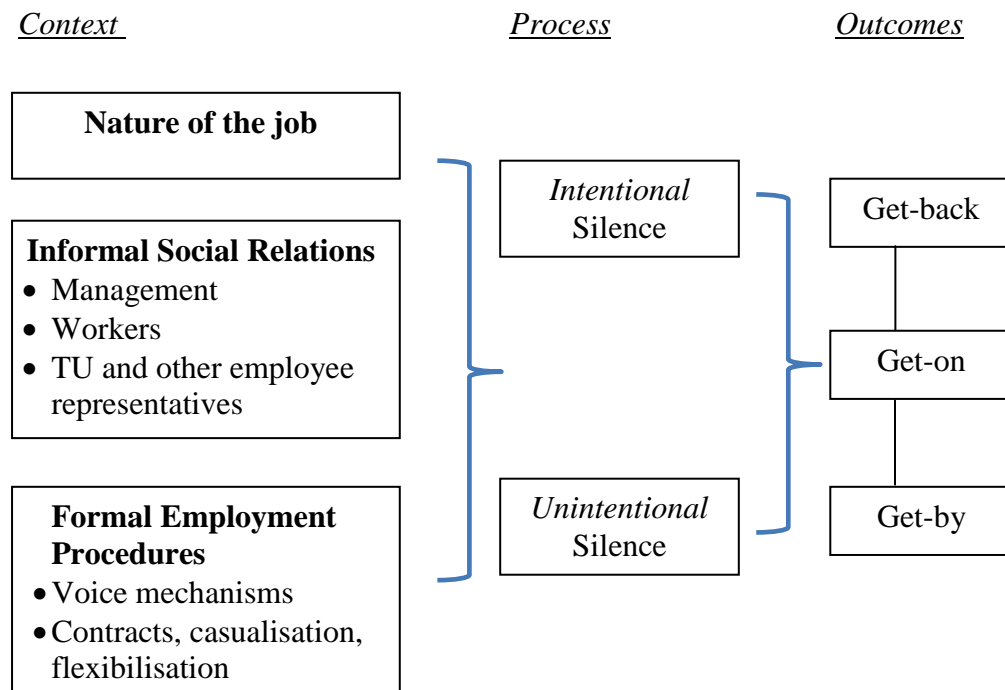 Context
Process
Outcomes
Nature of the job
Informal Social Relations
• Management
• Workers
• TU and other employee
representatives
Formal Employment
Procedures
• Voice mechanisms
• Contracts, casualisation,
flexibilisation
Intentional
Silence
Unintentional
Silence
Get-back
Get-on
Get-by